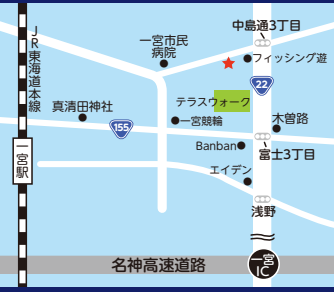 中島通3丁目
一宮市民
病院
フィッシング遊
JR東海道本線
22
テラスウォーク
真清田神社
155
一宮競輪
木曽路
一宮駅
Banban
富士3丁目
エイデン
浅野
名神高速道路
一宮
IC